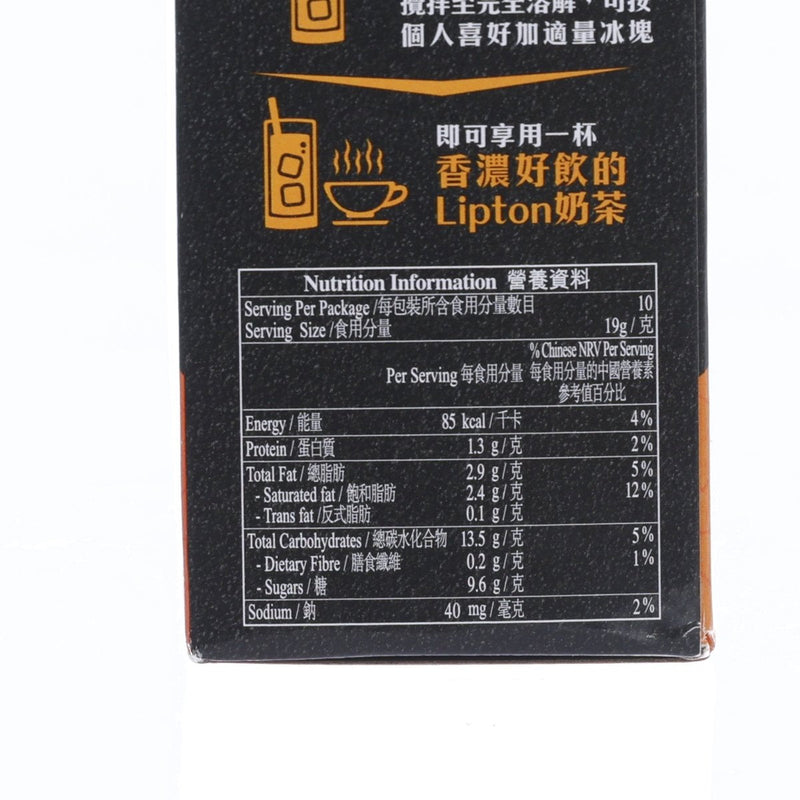 攪拌至完全溶解，可按
個人喜好加適量冰塊
即可享用一杯
香濃好飲的
Lipton奶茶
Nutrition Information 營養資料
Serving Per Package /每包裝所含食用分量數目 10
Serving Size /食用分量 19g / 克
% Chinese NRV Per Serving
Per Serving 每食用分量 每食用分量的中國營養素
參考值百分比
Energy / 能量 85 kcal / 千卡 4%
Protein / 蛋白質 1.3 g / 克 2%
Total Fat / 總脂肪 2.9 g / 克 5%
- Saturated fat / 飽和脂肪 2.4 g / 克 12%
- Trans fat /反式脂肪 0.1 g / 克
Total Carbohydrates / 總碳水化合物 13.5 g / 克 5%
- Dietary Fibre / 膳食纖維 0.2 g / 克 1%
- Sugars / 糖 9.6 g / 克
Sodium / 鈉 40 mg / 毫克 2%